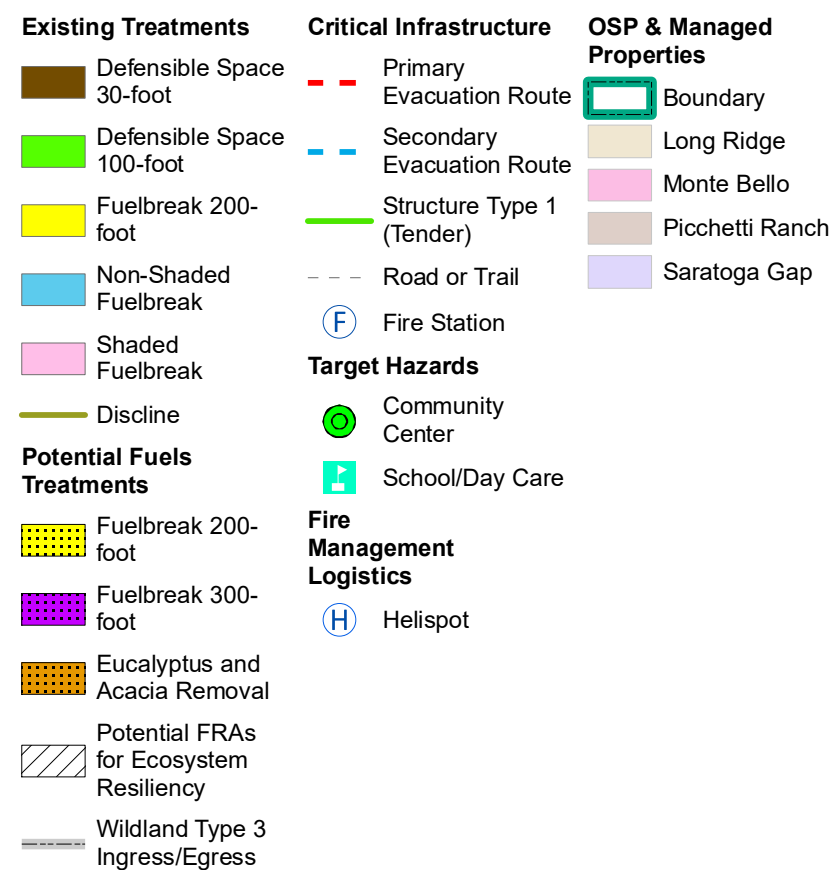 Existing Treatments
Defensible Space
30-foot
Defensible Space
100-foot
Fuelbreak 200-
foot
Non-Shaded
Fuelbreak
Shaded
Fuelbreak
Discline
Potential Fuels
Treatments
Fuelbreak 200-
foot
Fuelbreak 300-
foot
Eucalyptus and
Acacia Removal
Potential FRAs
for Ecosystem
Resiliency
Wildland Type 3
Ingress/Egress
Critical Infrastructure
Primary
Evacuation Route
Secondary
Evacuation Route
Structure Type 1
(Tender)
Road or Trail
F Fire Station
Target Hazards
Community
Center
School/Day Care
Fire
Management
Logistics
H Helispot
OSP & Managed
Properties
Boundary
Long Ridge
Monte Bello
Picchetti Ranch
Saratoga Gap